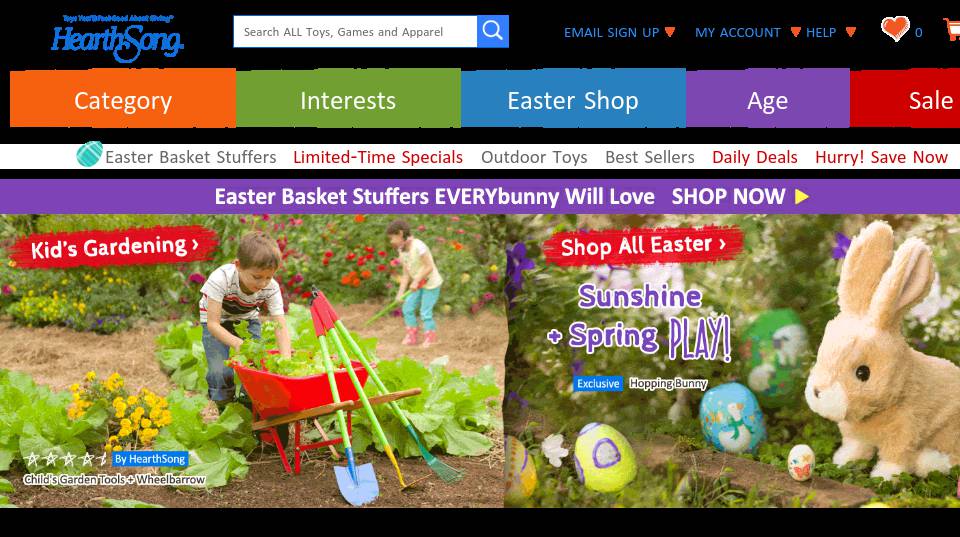 Toys You'll Feel Good About Giving®
HearthSong.
Search ALL Toys, Games and Apparel
EMAIL SIGN UP
MY ACCOUNT
HELP
0
Category
Interests
Easter Shop
Age
Sale
Easter Basket Stuffers
Limited-Time Specials
Outdoor Toys
Best Sellers
Daily Deals
Hurry! Save Now
Easter Basket Stuffers EVERYbunny Will Love SHOP NOW
Kid's Gardening ›
By HearthSong
Child's Garden Tools + Wheelbarrow
Shop All Easter ›
Sunshine
+ Spring PLAY!
Exclusive Hopping Bunny